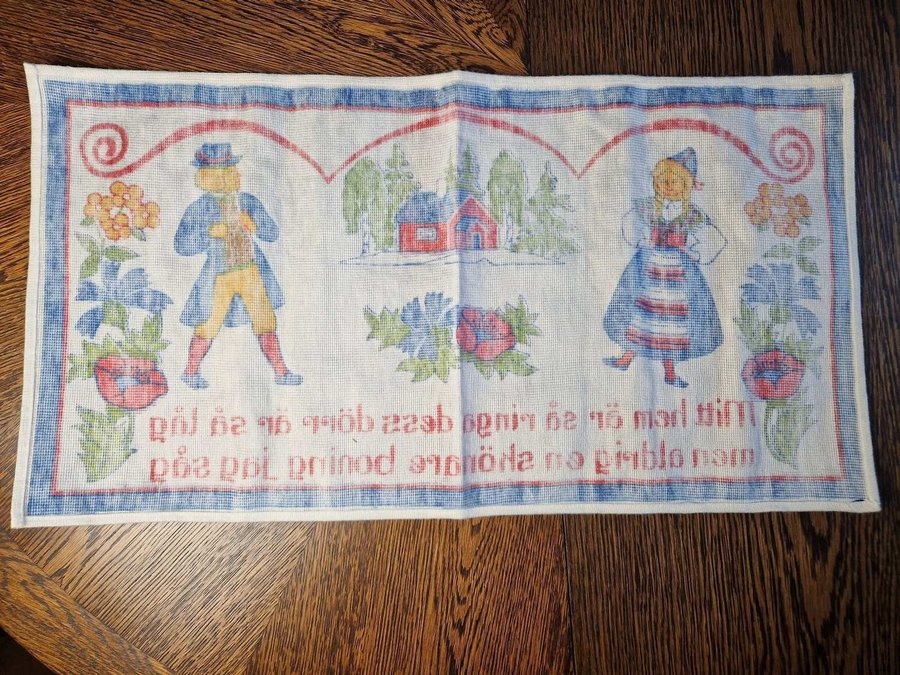 Mitt hem är så ringa dess dörr är så låg
men aldrig en skönare boning jag såg